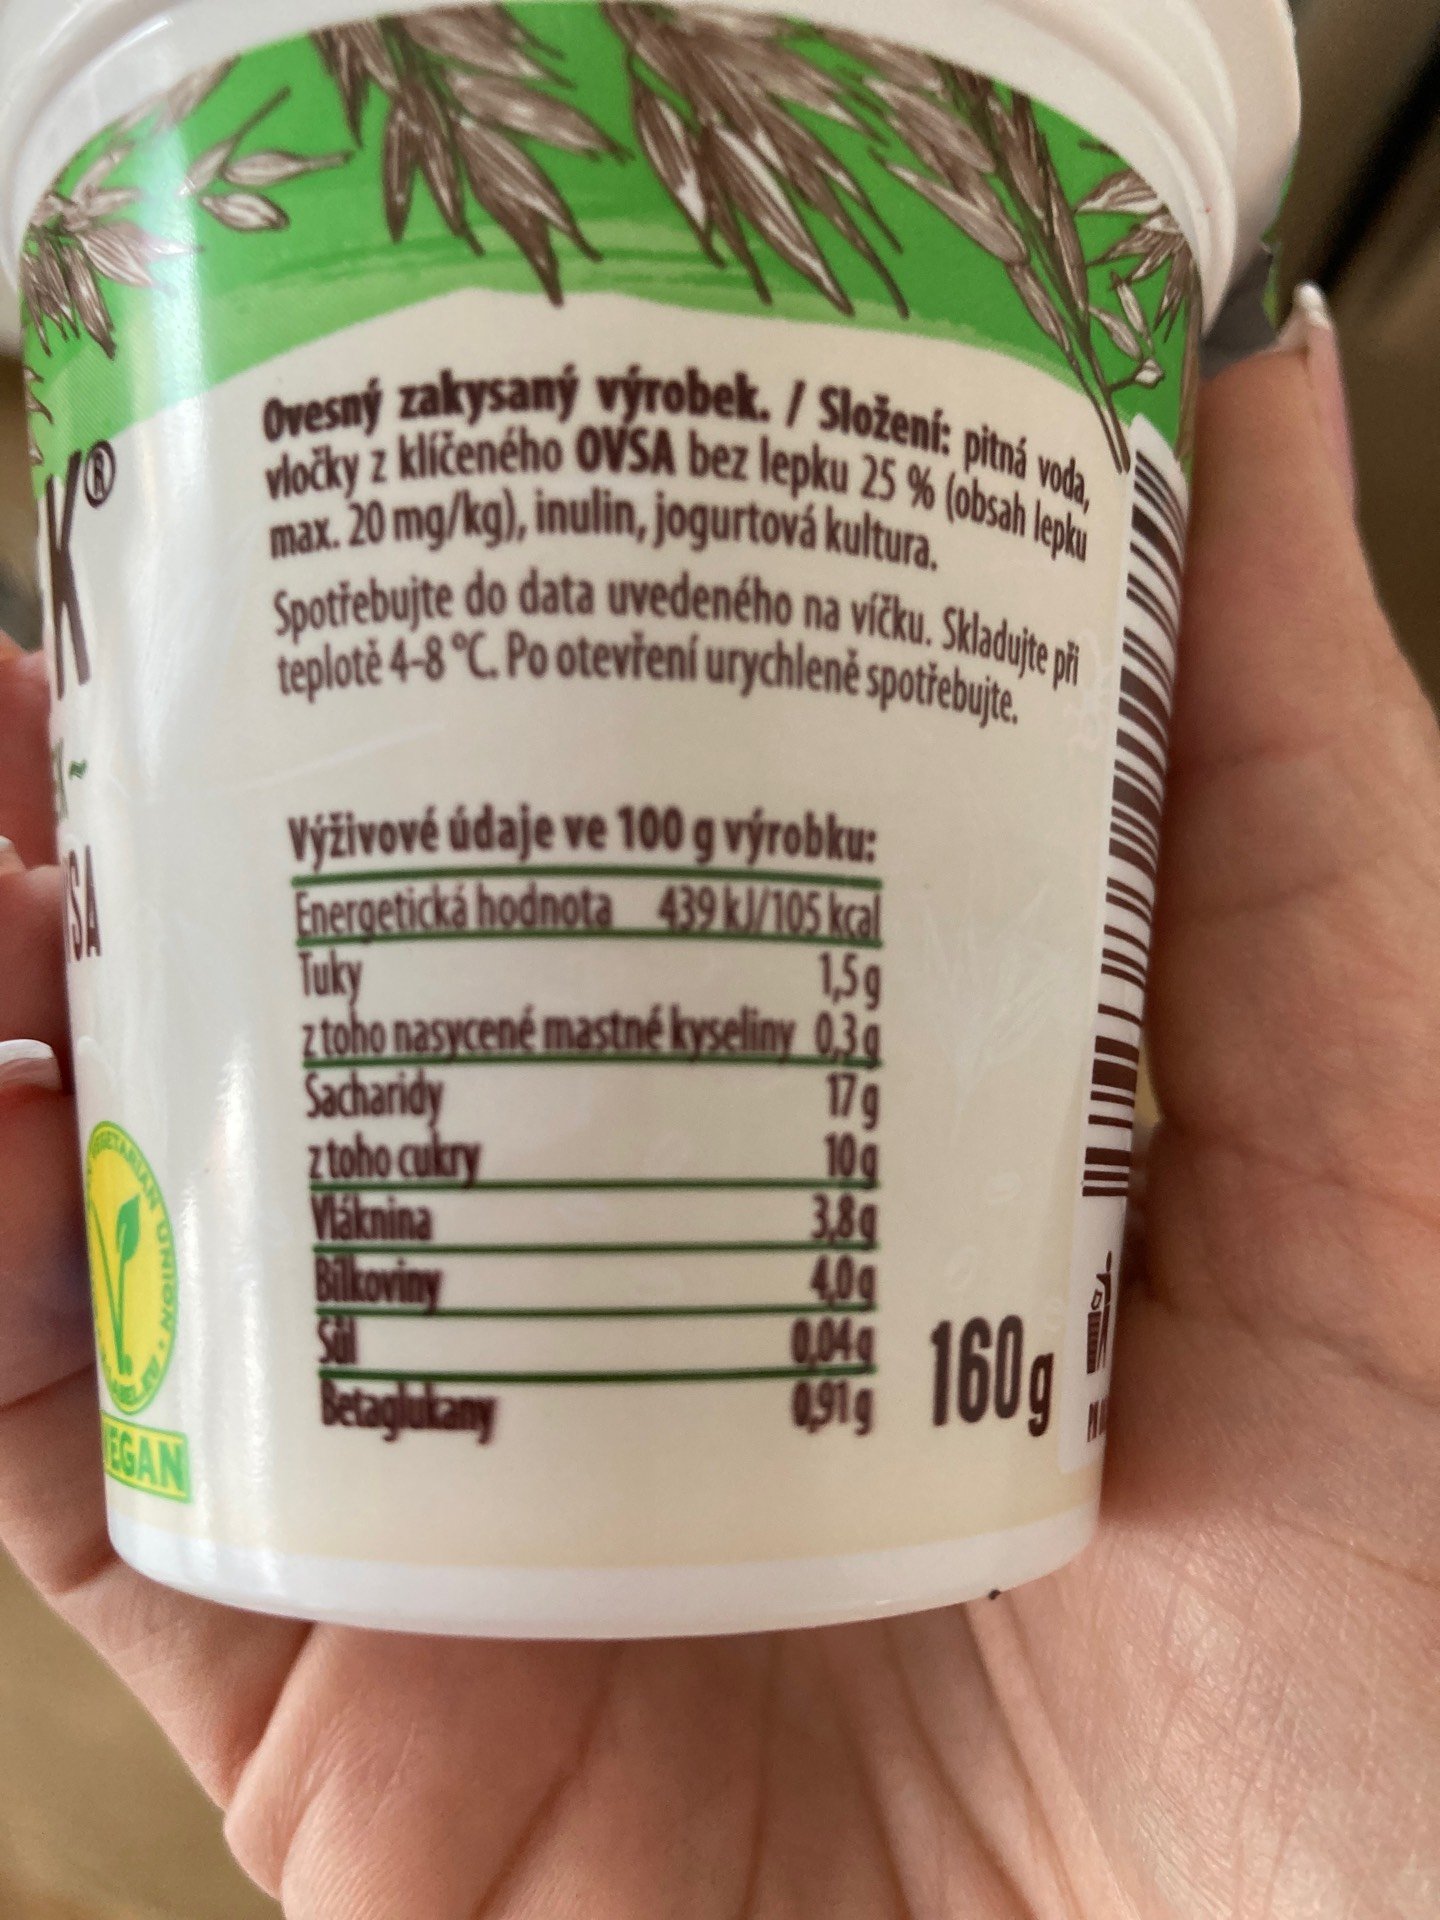 Ovesný zakysaný výrobek. / Složení: pitná voda,
vločky z klíčeného OVSA bez lepku 25 % (obsah lepku
max. 20 mg/kg), inulin, jogurtová kultura.
Spotřebujte do data uvedeného na víčku. Skladujte při
teplotě 4-8 °C. Po otevření urychleně spotřebujte.
K®
Výživové údaje ve 100 g výrobku:
Energetická hodnota 439 kJ/105 kcal
Tuky 1,5 g
z toho nasycené mastné kyseliny 0,3 g
Sacharidy 17 g
z toho cukry 10 g
Vláknina 3,8 g
Bílkoviny 4,0 g
Sůl 0,04 g
Betaglukany 0,91 g
160 g
VEGETARIAN UNION
VEGAN